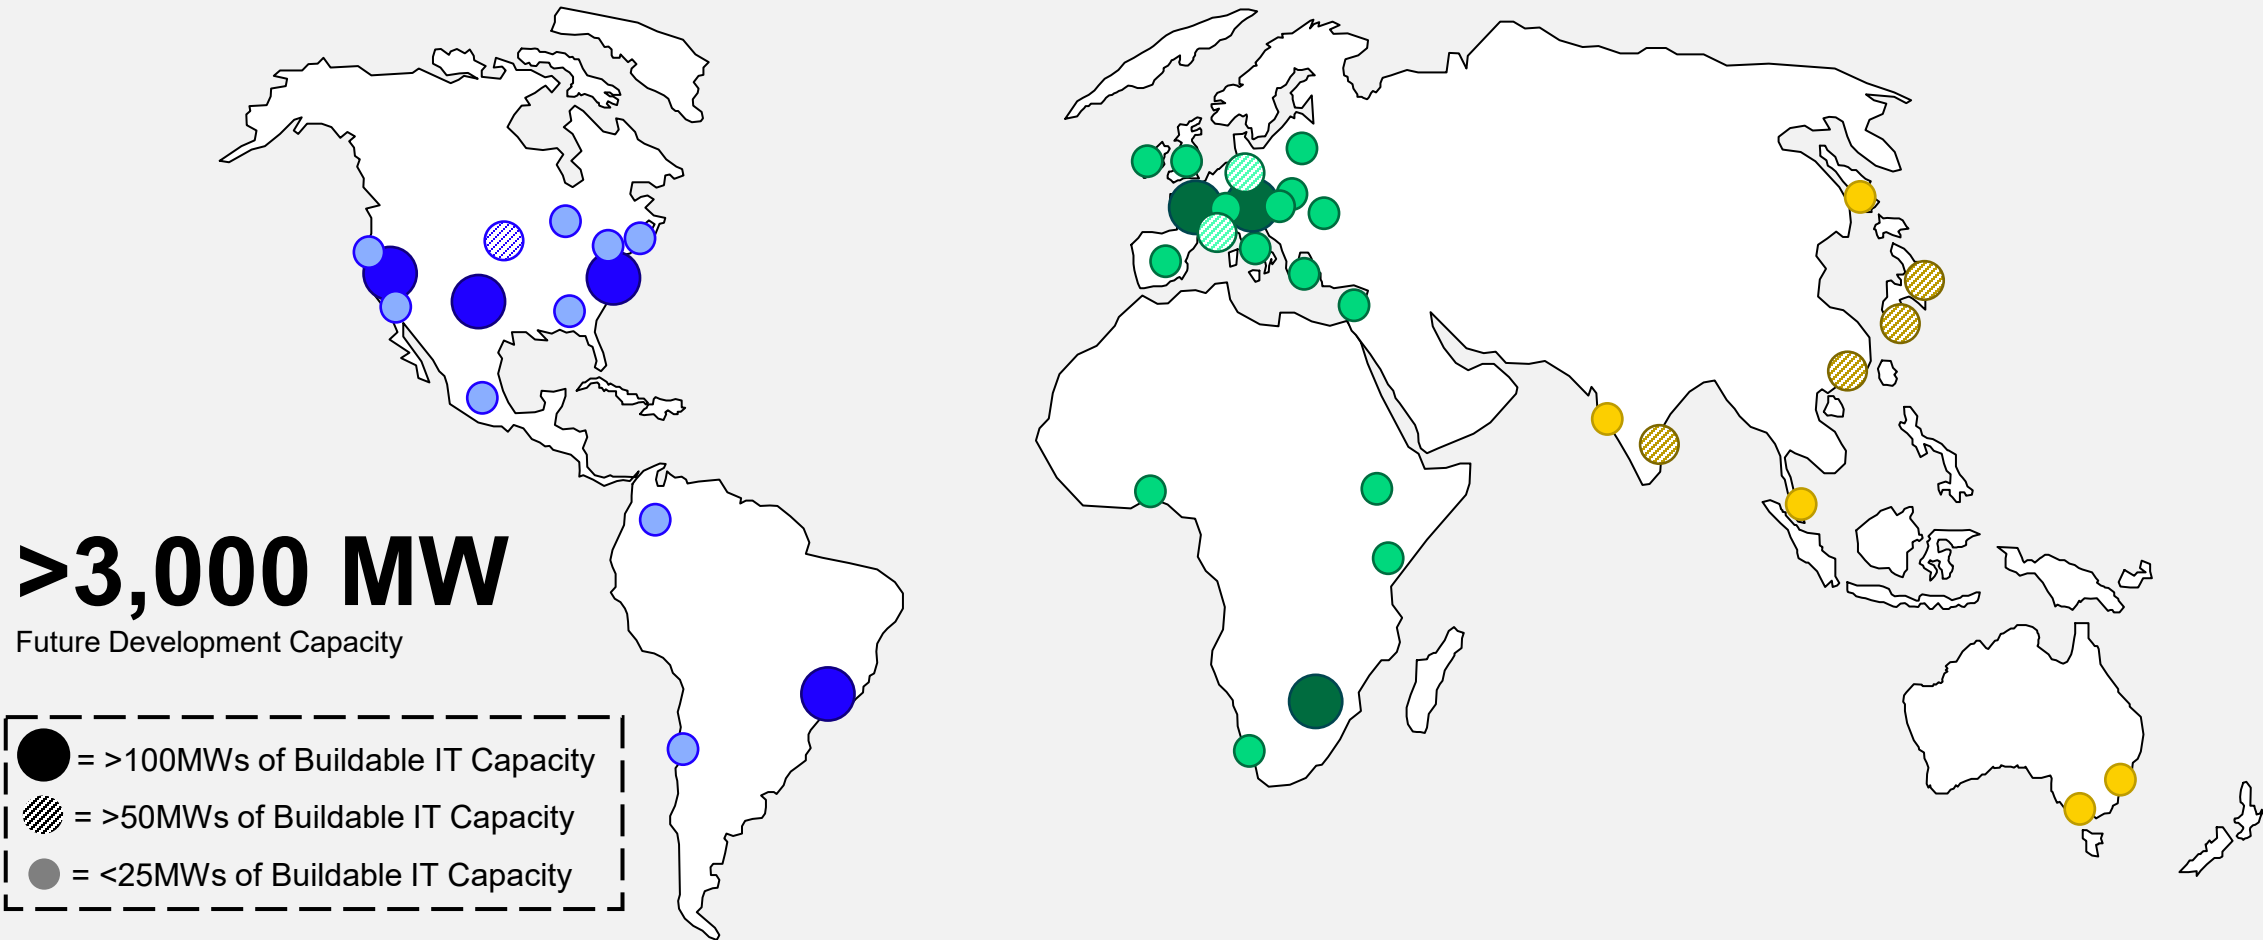 >3,000 MW
Future Development Capacity
= >100MWs of Buildable IT Capacity
= >50MWs of Buildable IT Capacity
= <25MWs of Buildable IT Capacity